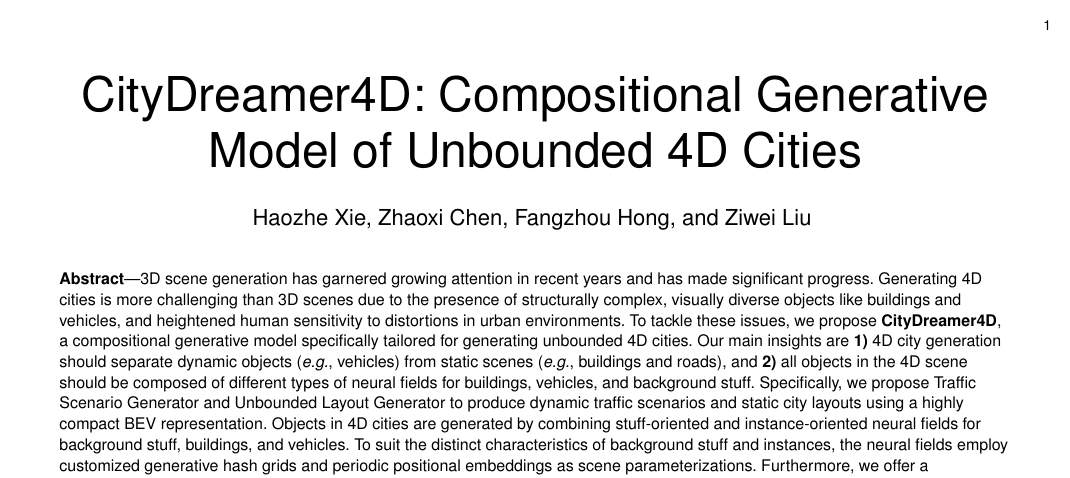 1
CityDreamer4D: Compositional Generative
Model of Unbounded 4D Cities
Haozhe Xie, Zhaoxi Chen, Fangzhou Hong, and Ziwei Liu
Abstract—3D scene generation has garnered growing attention in recent years and has made significant progress. Generating 4D
cities is more challenging than 3D scenes due to the presence of structurally complex, visually diverse objects like buildings and
vehicles, and heightened human sensitivity to distortions in urban environments. To tackle these issues, we propose CityDreamer4D,
a compositional generative model specifically tailored for generating unbounded 4D cities. Our main insights are 1) 4D city generation
should separate dynamic objects (e.g., vehicles) from static scenes (e.g., buildings and roads), and 2) all objects in the 4D scene
should be composed of different types of neural fields for buildings, vehicles, and background stuff. Specifically, we propose Traffic
Scenario Generator and Unbounded Layout Generator to produce dynamic traffic scenarios and static city layouts using a highly
compact BEV representation. Objects in 4D cities are generated by combining stuff-oriented and instance-oriented neural fields for
background stuff, buildings, and vehicles. To suit the distinct characteristics of background stuff and instances, the neural fields employ
customized generative hash grids and periodic positional embeddings as scene parameterizations. Furthermore, we offer a